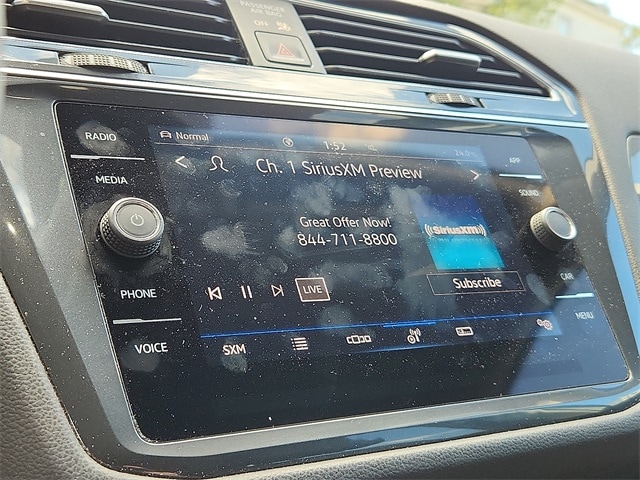 PASSENGER
AIR BAG
ON
RADIO
MEDIA
PHONE
VOICE
Normal
1:52
Ch. 1 SiriusXM Preview
Great Offer Now!
844-711-8800
((SiriusXM))
LIVE
Subscribe
SXM
APP
SOUND
CAR
MENU